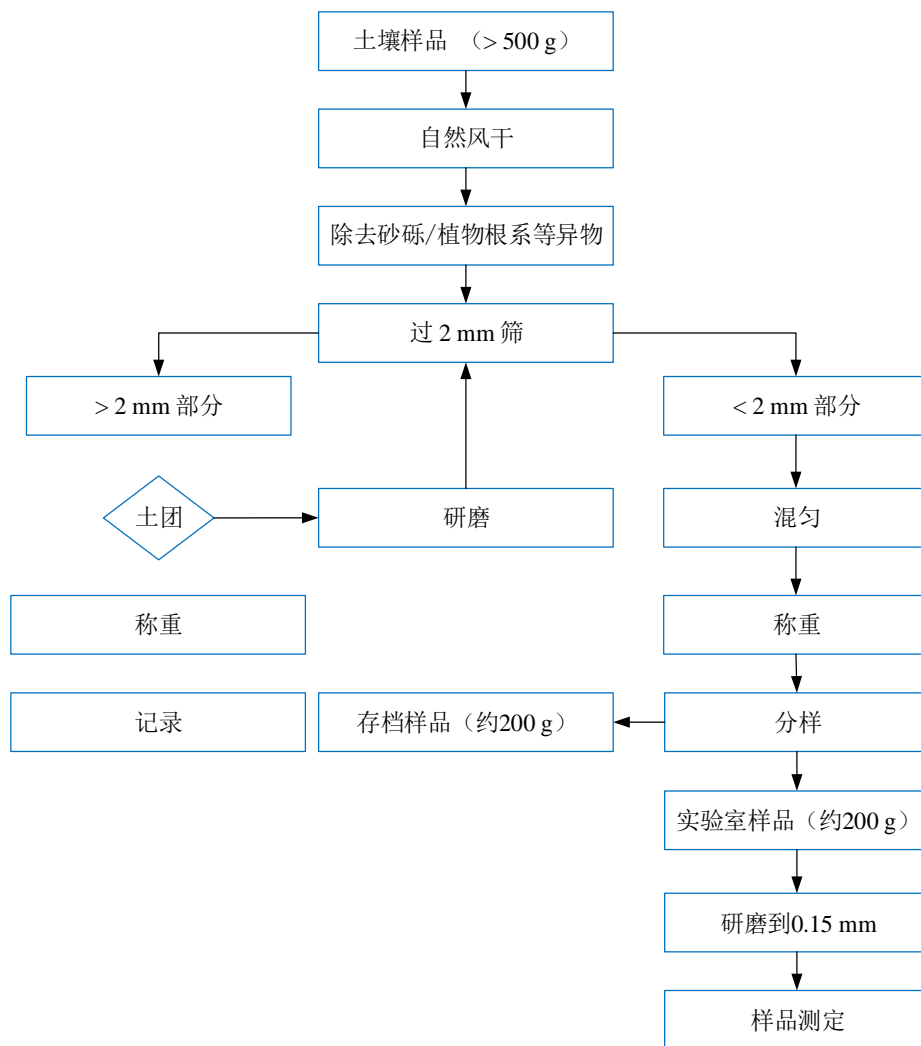 土壤样品 （> 500 g）
自然风干
除去砂砾/植物根系等异物
过 2 mm 筛
> 2 mm 部分
< 2 mm 部分
土团
研磨
混匀
称重
称重
记录
存档样品（约200 g）
分样
实验室样品（约200 g）
研磨到0.15 mm
样品测定